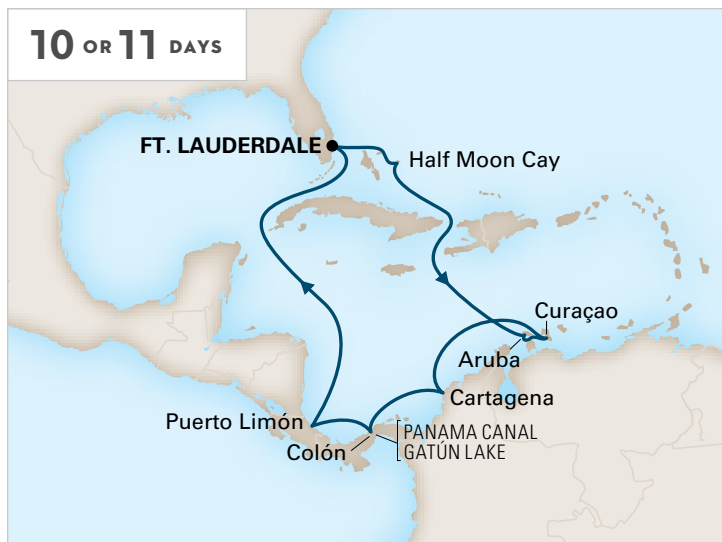 10 OR 11 DAYS
FT. LAUDERDALE
Half Moon Cay
Curaçao
Aruba
Cartagena
Puerto Limón
Colón
PANAMA CANAL
GATÚN LAKE